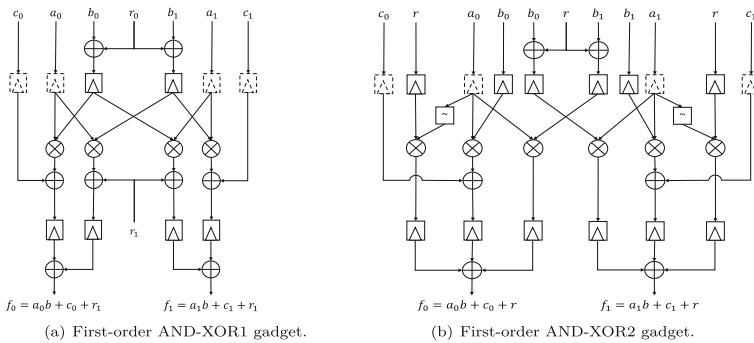 c₀ a₀ b₀ r₀ b₁ a₁ c₁
c₀ r a₀ b₀ b₀ r b₁ b₁ a₁ r c₁
~ ~
r₁
f₀ = a₀b + c₀ + r₁ f₁ = a₁b + c₁ + r₁
f₀ = a₀b + c₀ + r f₁ = a₁b + c₁ + r
(a) First-order AND-XOR1 gadget.
(b) First-order AND-XOR2 gadget.